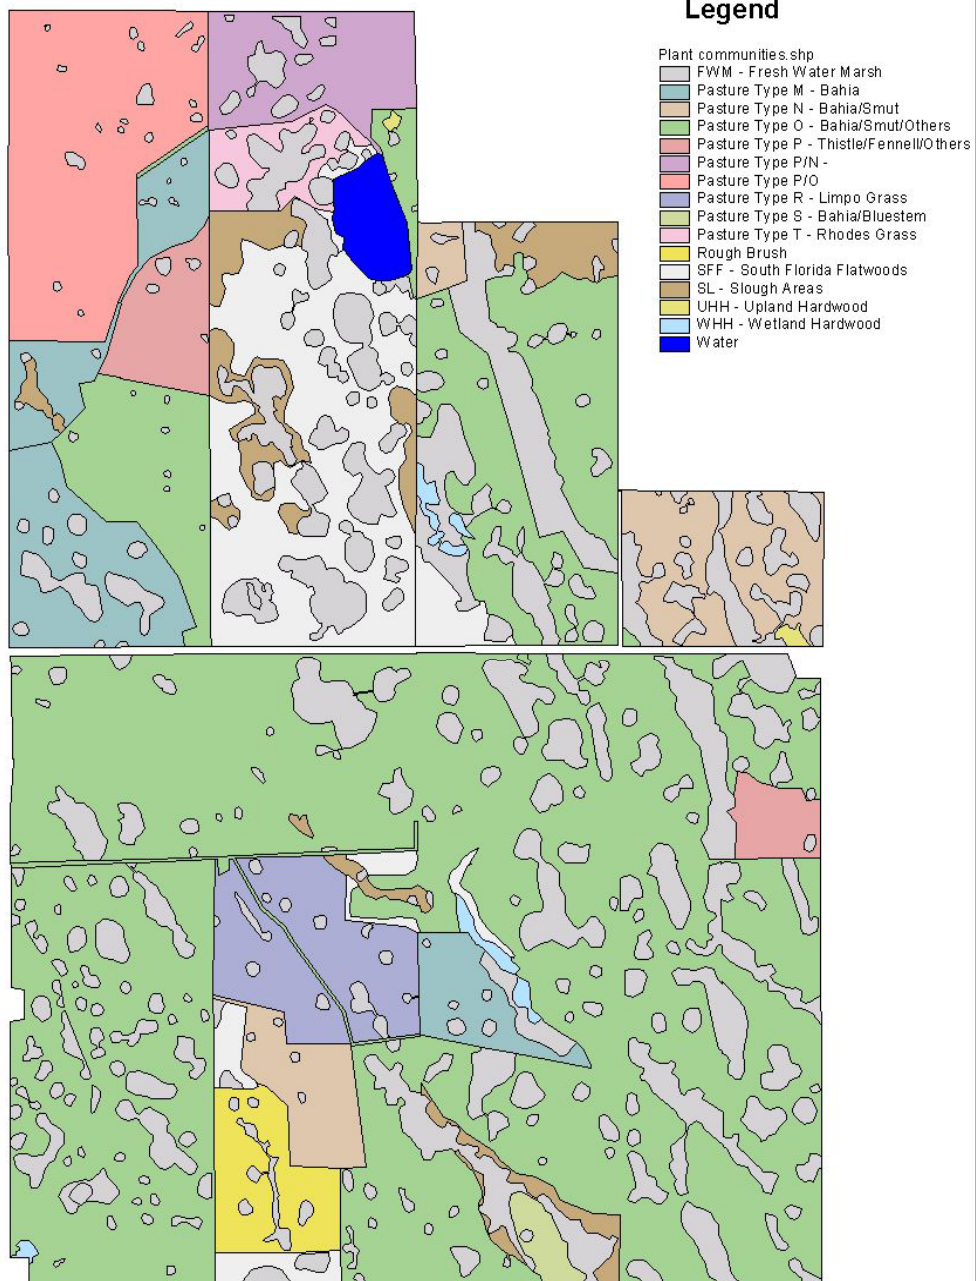 Legend
Plant communities.shp
FWM - Fresh Water Marsh
Pasture Type M - Bahia
Pasture Type N - Bahia/Smut
Pasture Type O - Bahia/Smut/Others
Pasture Type P - Thistle/Fennell/Others
Pasture Type P/N -
Pasture Type P/O
Pasture Type R - Limpo Grass
Pasture Type S - Bahia/Bluestem
Pasture Type T - Rhodes Grass
Rough Brush
SFF - South Florida Flatwoods
SL - Slough Areas
UHH - Upland Hardwood
WHH - Wetland Hardwood
Water